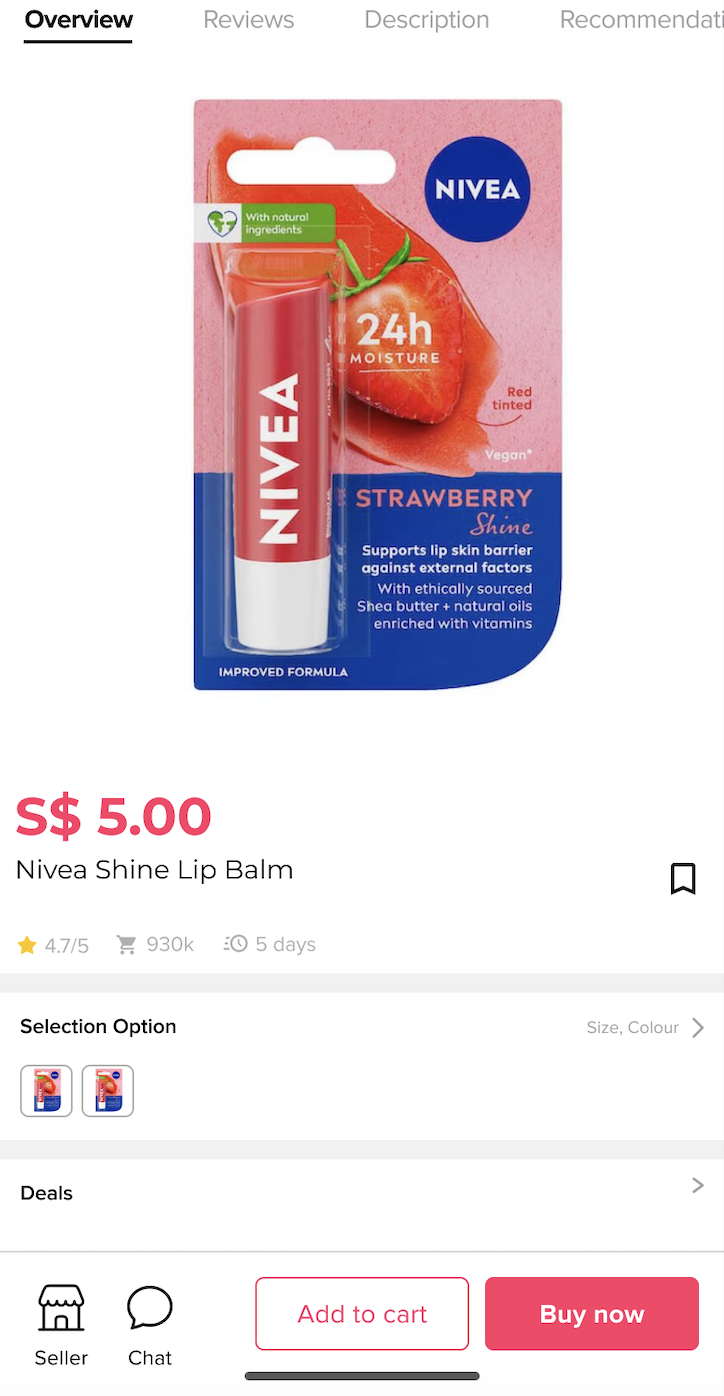 Overview
Reviews
Description
Recommendati
NIVEA
With natural
ingredients
24h
MOISTURE
Red
tinted
Vegan*
NIVEA
STRAWBERRY
Shine
Supports lip skin barrier
against external factors
With ethically sourced
Shea butter + natural oils
enriched with vitamins
IMPROVED FORMULA
S$ 5.00
Nivea Shine Lip Balm
4.7/5
930k
5 days
Selection Option
Size, Colour
Deals
Add to cart
Buy now
Seller
Chat